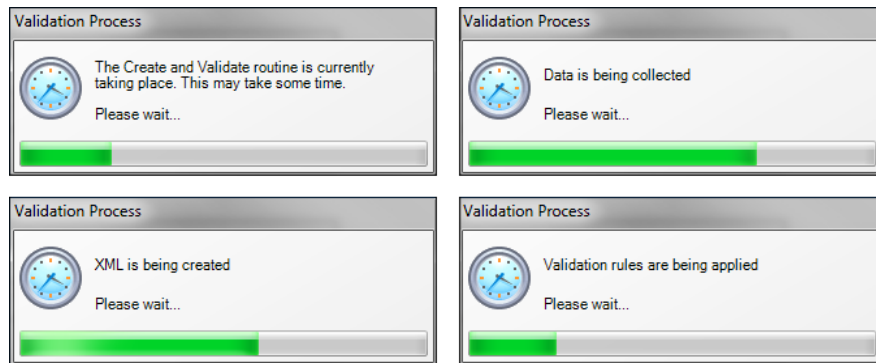 Validation Process
The Create and Validate routine is currently
taking place. This may take some time.
Please wait...
Validation Process
Data is being collected
Please wait...
Validation Process
XML is being created
Please wait...
Validation Process
Validation rules are being applied
Please wait...